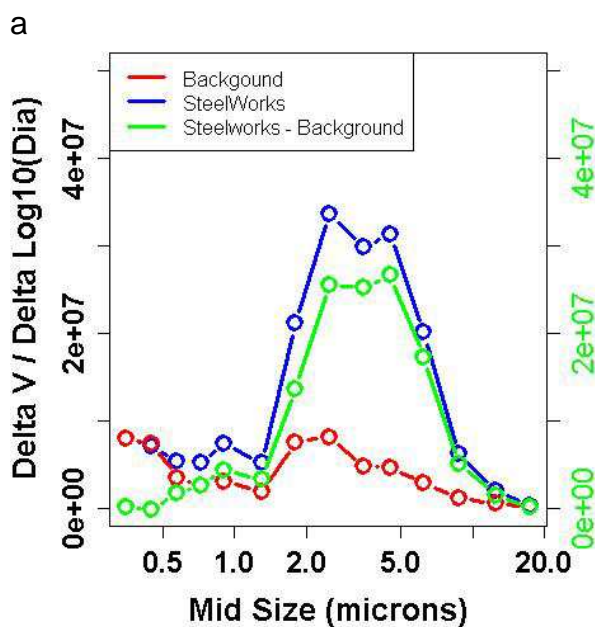 a
Backgound
SteelWorks
Steelworks - Background
Delta V / Delta Log10(Dia)
4e+07
2e+07
0e+00
4e+07
2e+07
0e+00
0.5 1.0 2.0 5.0 20.0
Mid Size (microns)